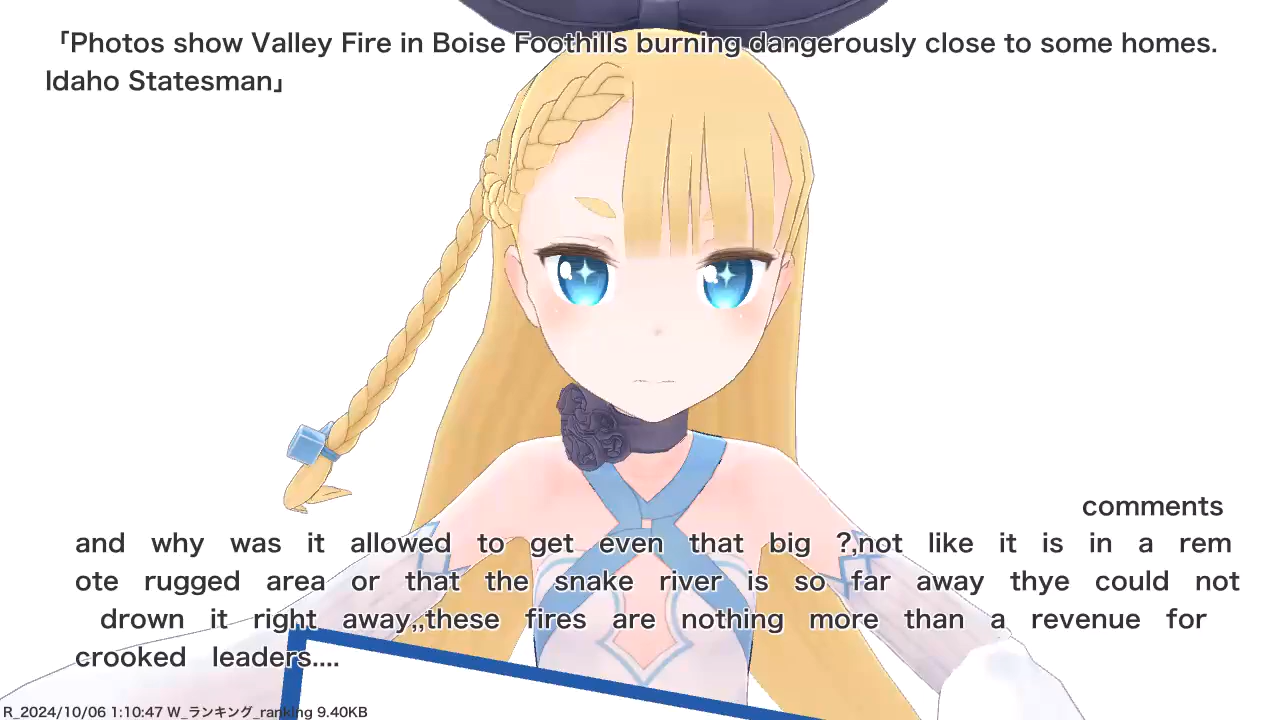 「Photos show Valley Fire in Boise Foothills burning dangerously close to some homes.
Idaho Statesman」
comments
and why was it allowed to get even that big ?,not like it is in a rem
ote rugged area or that the snake river is so far away thye could not
drown it right away,,these fires are nothing more than a revenue for
crooked leaders....
R_2024/10/06 1:10:47 W_ランキング_ranking 9.40KB